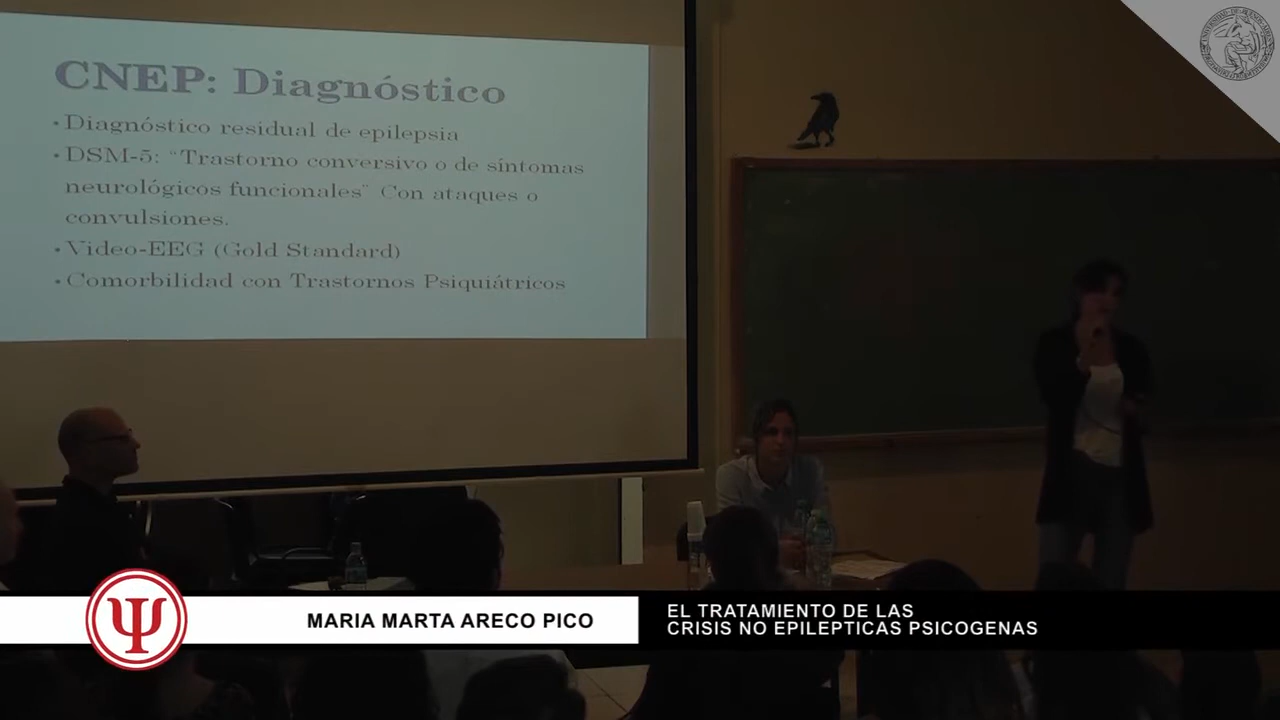 CNEP: Diagnóstico
• Diagnóstico residual de epilepsia
• DSM-5: "Trastorno conversivo o de síntomas
neurológicos funcionales" Con ataques o
convulsiones.
• Video-EEG (Gold Standard)
• Comorbilidad con Trastornos Psiquiátricos
MARIA MARTA ARECO PICO
EL TRATAMIENTO DE LAS
CRISIS NO EPILEPTICAS PSICOGENAS